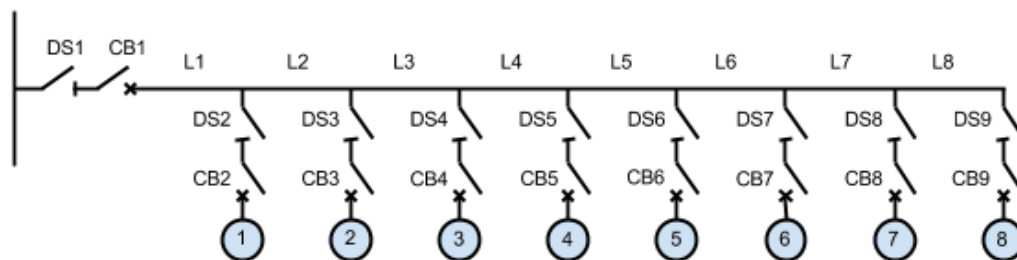 DS1 CB1 L1 L2 L3 L4 L5 L6 L7 L8
DS2 DS3 DS4 DS5 DS6 DS7 DS8 DS9
CB2 CB3 CB4 CB5 CB6 CB7 CB8 CB9
1 2 3 4 5 6 7 8